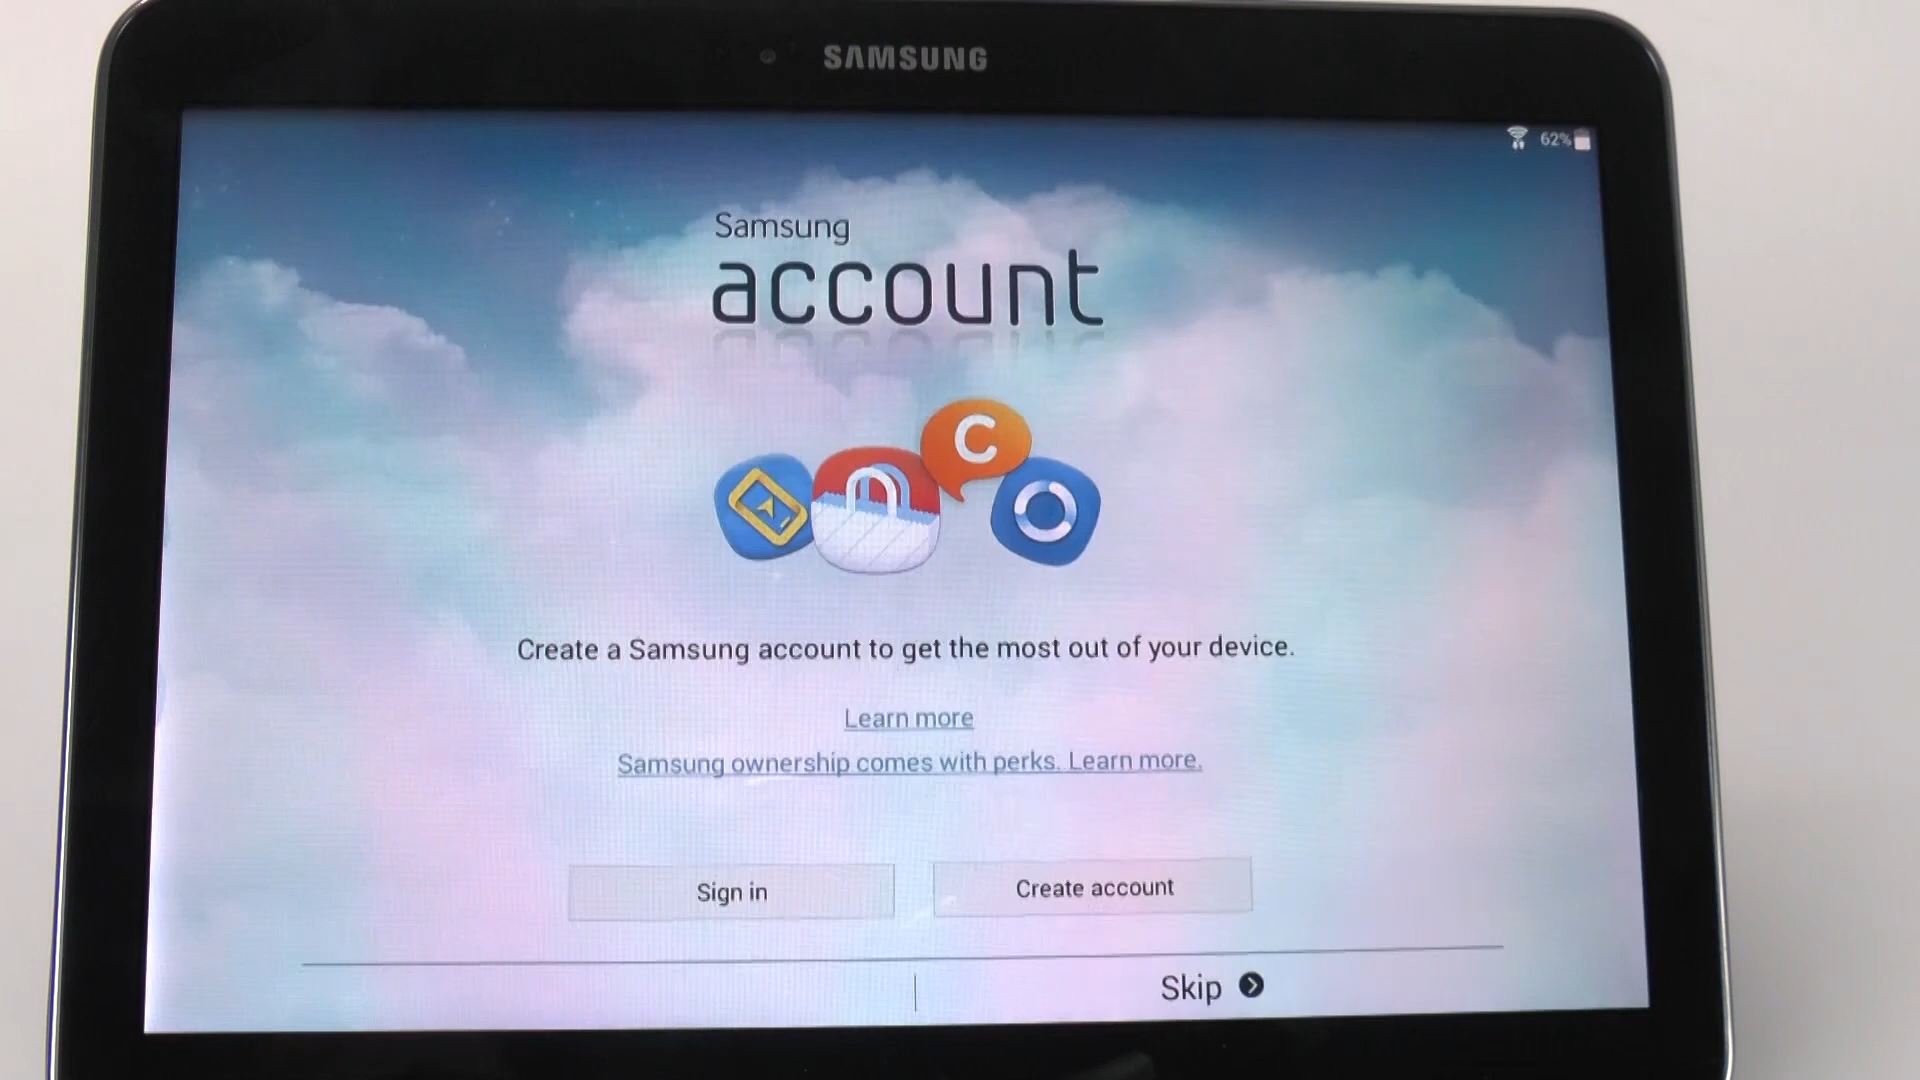 SAMSUNG
62%
Samsung
account
C
Create a Samsung account to get the most out of your device.
Learn more
Samsung ownership comes with perks. Learn more.
Sign in
Create account
Skip